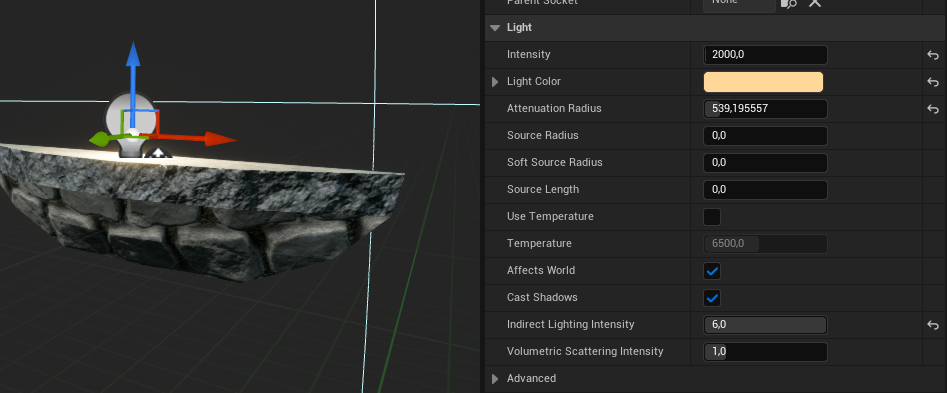 Parent Socket
None
Light
Intensity
2000,0
Light Color
Attenuation Radius
539,195557
Source Radius
0,0
Soft Source Radius
0,0
Source Length
0,0
Use Temperature
Temperature
6500,0
Affects World
Cast Shadows
Indirect Lighting Intensity
6,0
Volumetric Scattering Intensity
1,0
Advanced